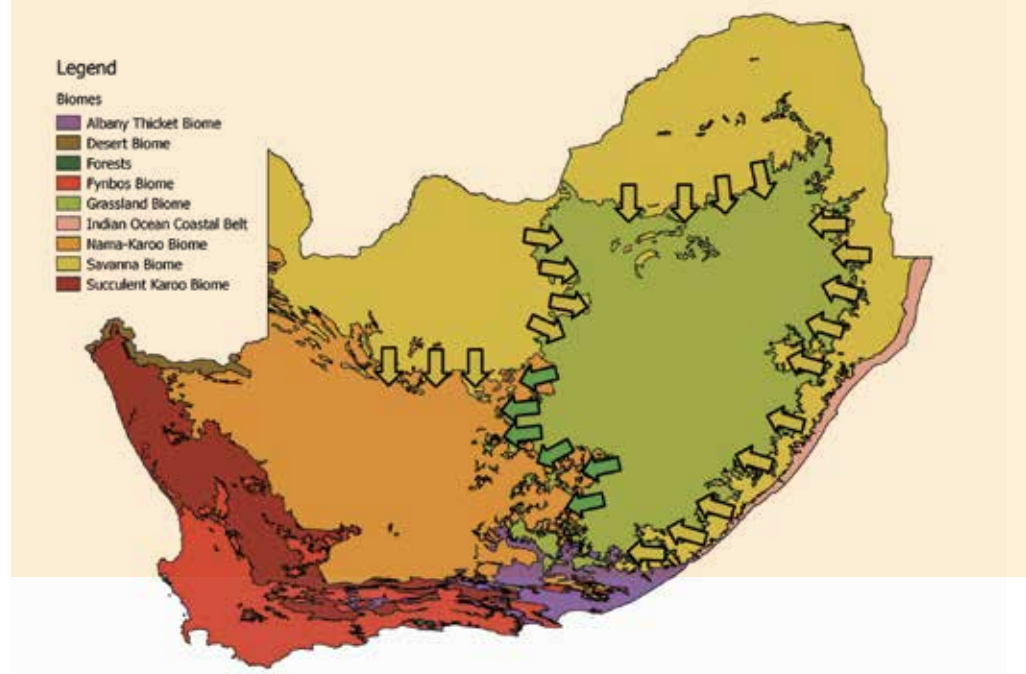 Legend
Biomes
Albany Thicket Biome
Desert Biome
Forests
Fynbos Biome
Grassland Biome
Indian Ocean Coastal Belt
Nama-Karoo Biome
Savanna Biome
Succulent Karoo Biome